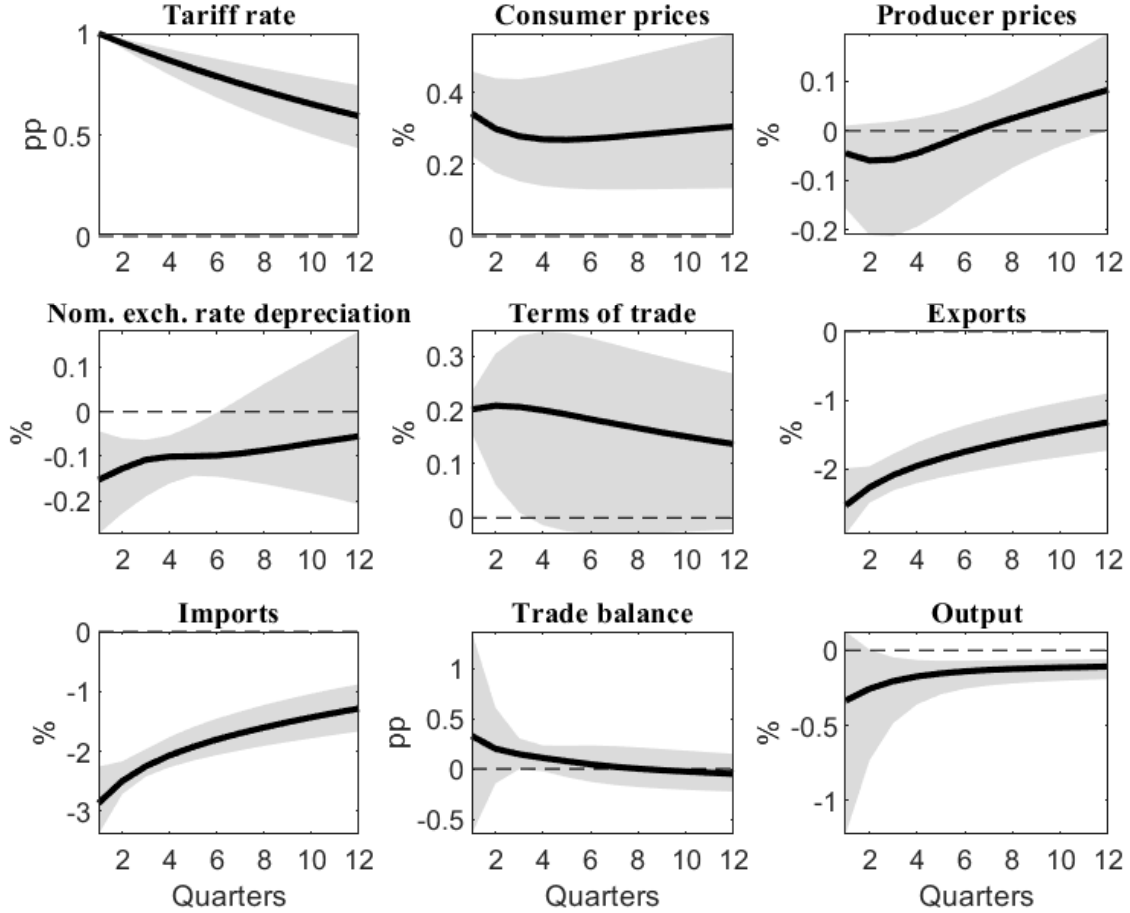 Tariff rate
1
0.5
0
pp
2 4 6 8 10 12
Consumer prices
0.4
0.2
0
%
2 4 6 8 10 12
Producer prices
0.1
0
-0.1
-0.2
%
2 4 6 8 10 12
Nom. exch. rate depreciation
0.1
0
-0.1
-0.2
%
2 4 6 8 10 12
Terms of trade
0.3
0.2
0.1
0
%
2 4 6 8 10 12
Exports
0
-1
-2
%
2 4 6 8 10 12
Imports
0
-1
-2
-3
%
2 4 6 8 10 12
Quarters
Trade balance
1
0.5
0
-0.5
pp
2 4 6 8 10 12
Quarters
Output
0
-0.5
-1
%
2 4 6 8 10 12
Quarters